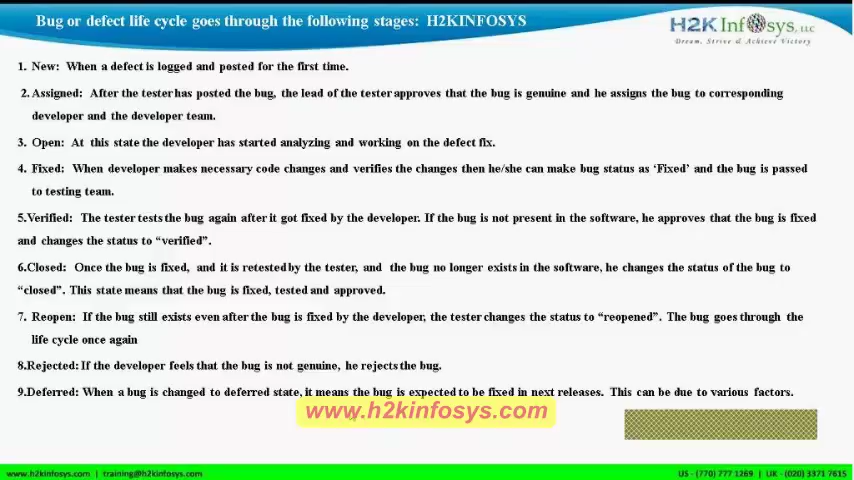 Bug or defect life cycle goes through the following stages: H2KINFOSYS
H2K Infosys, LLC
Dream, Strive & Achieve Victory
1. New: When a defect is logged and posted for the first time.
2. Assigned: After the tester has posted the bug, the lead of the tester approves that the bug is genuine and he assigns the bug to corresponding
developer and the developer team.
3. Open: At this state the developer has started analyzing and working on the defect fix.
4. Fixed: When developer makes necessary code changes and verifies the changes then he/she can make bug status as ‘Fixed’ and the bug is passed
to testing team.
5.Verified: The tester tests the bug again after it got fixed by the developer. If the bug is not present in the software, he approves that the bug is fixed
and changes the status to “verified”.
6.Closed: Once the bug is fixed, and it is retested by the tester, and the bug no longer exists in the software, he changes the status of the bug to
“closed”. This state means that the bug is fixed, tested and approved.
7. Reopen: If the bug still exists even after the bug is fixed by the developer, the tester changes the status to “reopened”. The bug goes through the
life cycle once again
8.Rejected: If the developer feels that the bug is not genuine, he rejects the bug.
9.Deferred: When a bug is changed to deferred state, it means the bug is expected to be fixed in next releases. This can be due to various factors.
www.h2kinfosys.com
www.h2kinfosys.com | training@h2kinfosys.com
US - (770) 777 1269 | UK - (020) 3371 7615